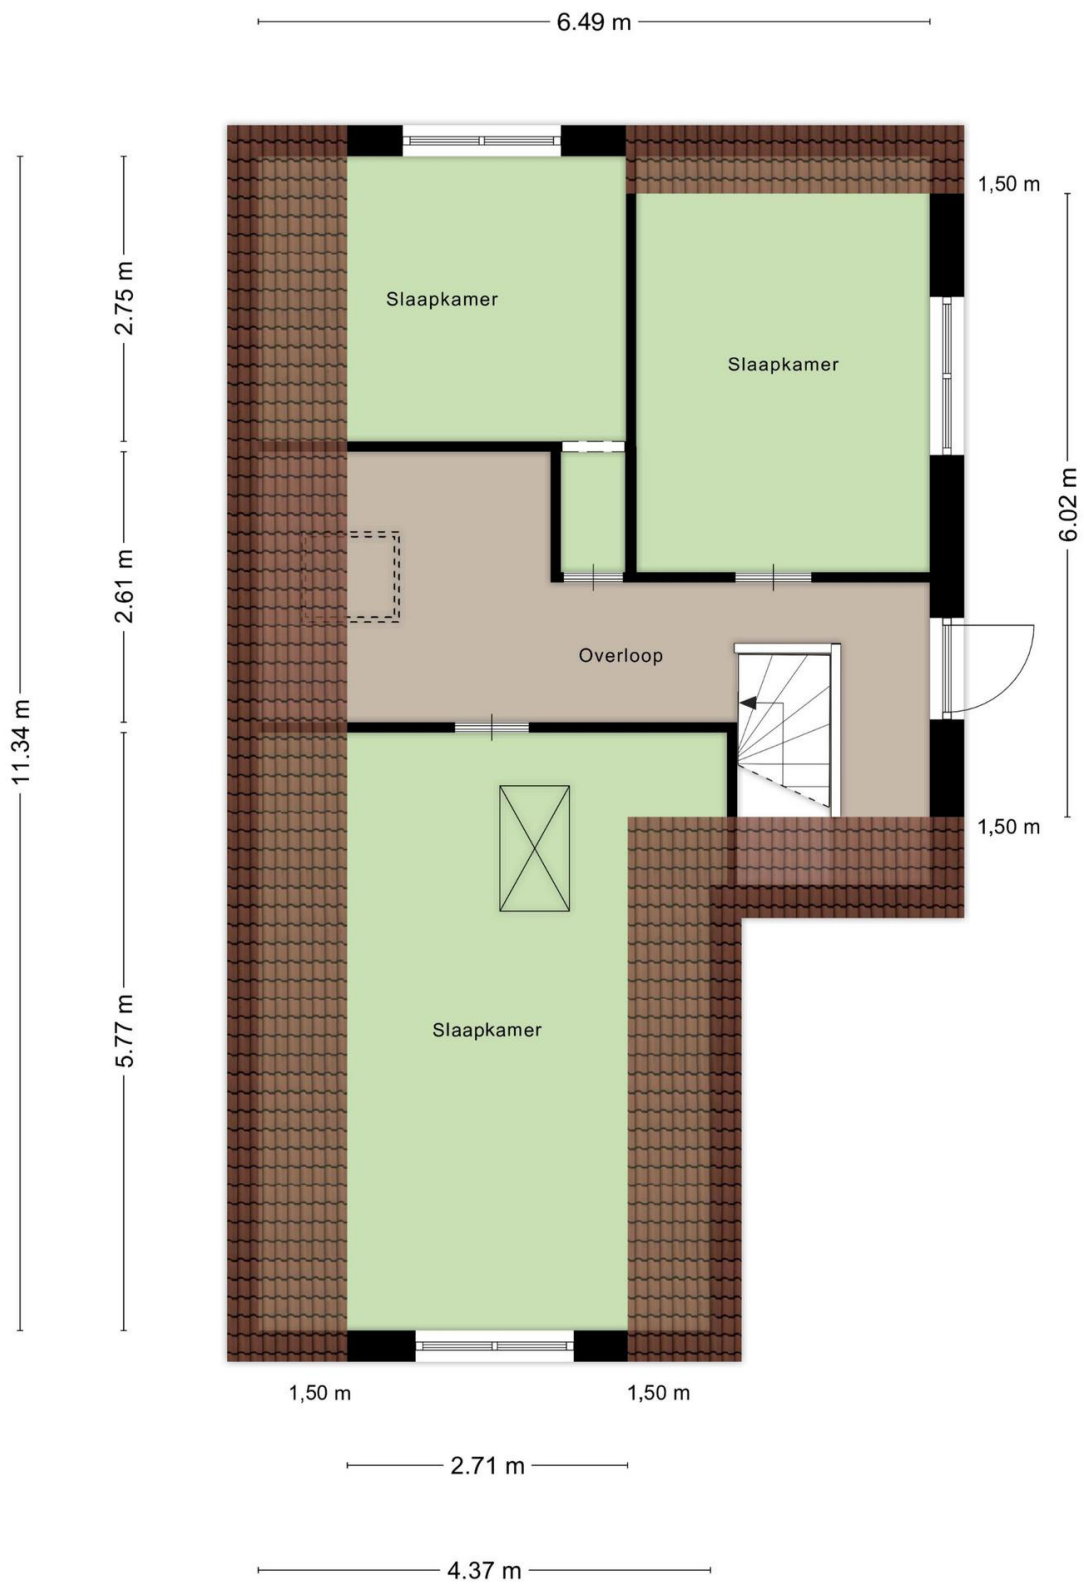 6.49 m
1,50 m
2.75 m
Slaapkamer
Slaapkamer
6.02 m
2.61 m
Overloop
11.34 m
1,50 m
5.77 m
Slaapkamer
1,50 m
1,50 m
2.71 m
4.37 m